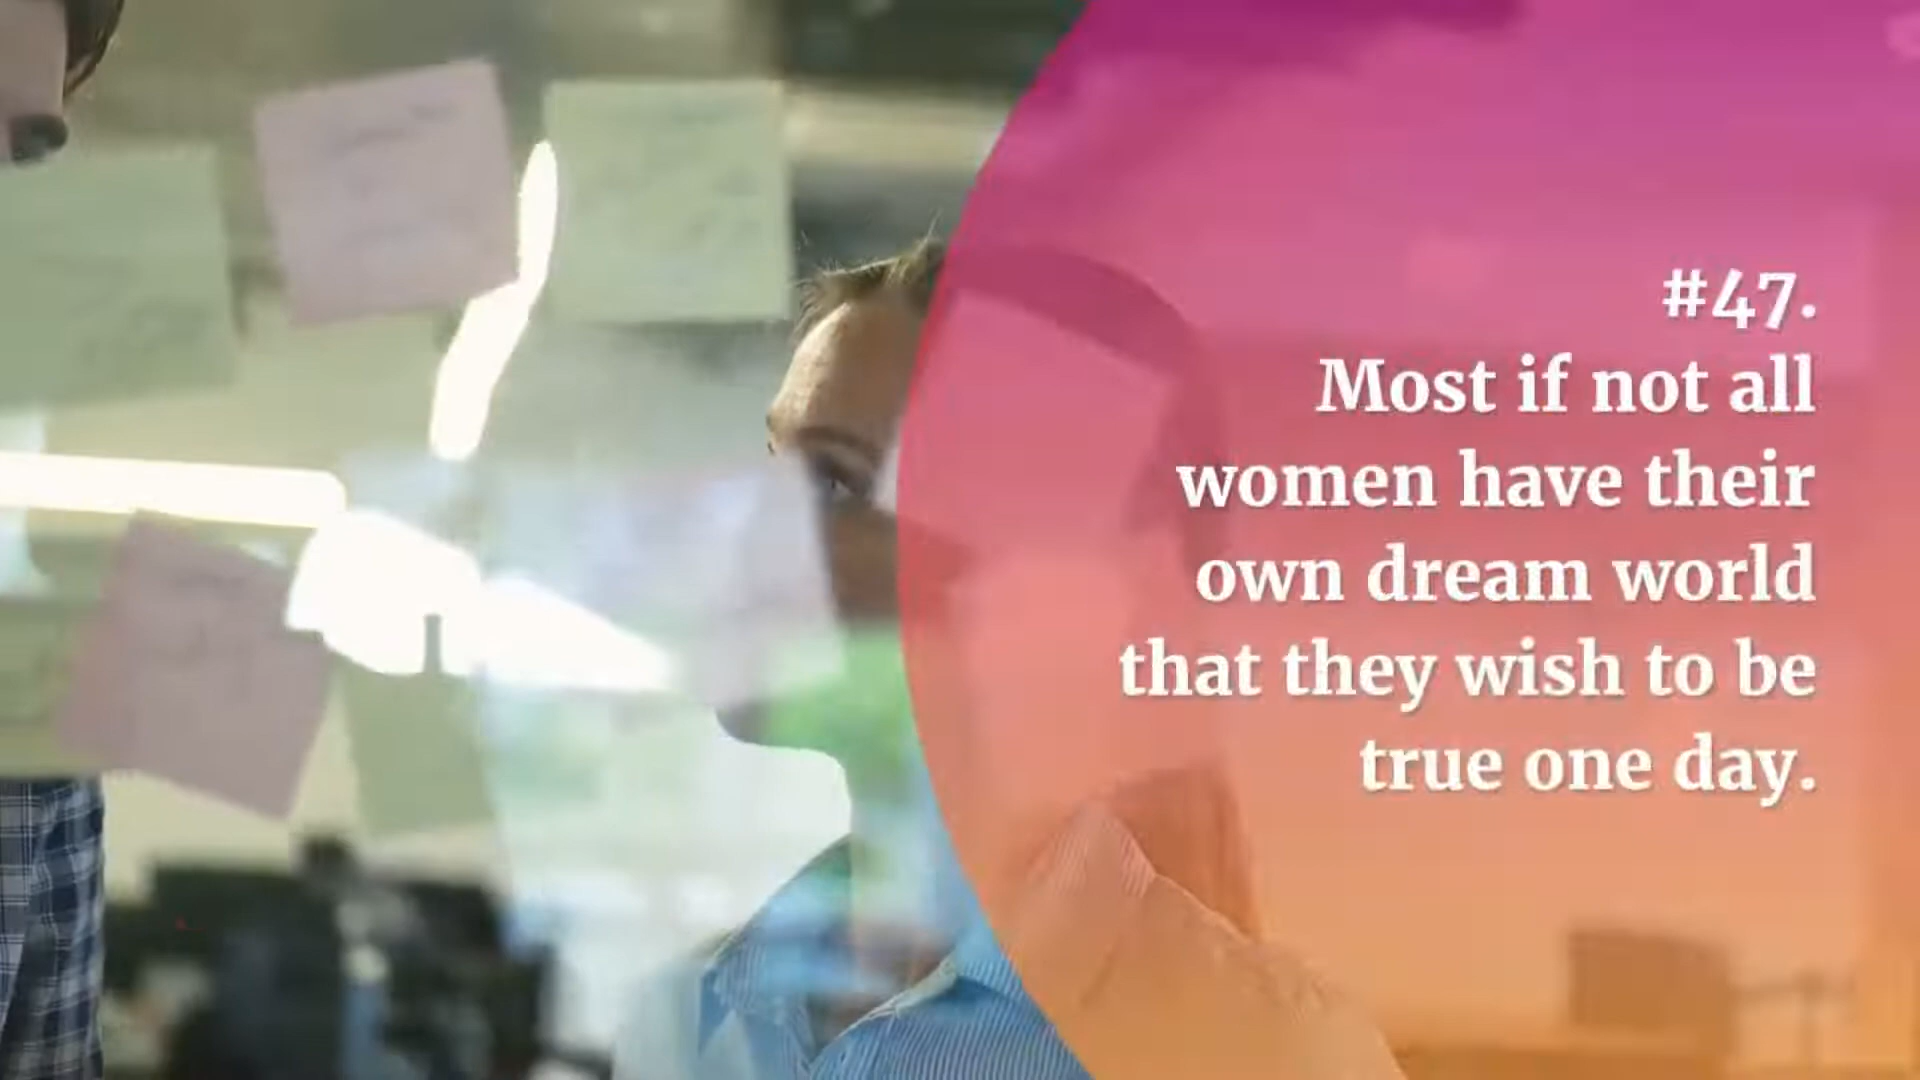 #47.
Most if not all
women have their
own dream world
that they wish to be
true one day.